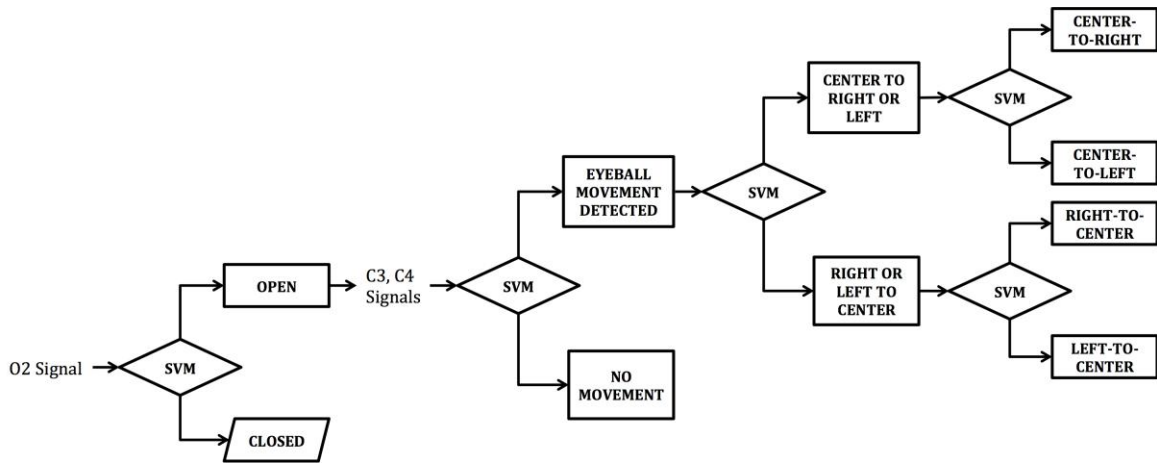 O2 Signal
SVM
OPEN
CLOSED
C3, C4
Signals
SVM
EYEBALL
MOVEMENT
DETECTED
NO
MOVEMENT
SVM
CENTER TO
RIGHT OR
LEFT
RIGHT OR
LEFT TO
CENTER
SVM
CENTER-
TO-RIGHT
CENTER-
TO-LEFT
SVM
RIGHT-TO-
CENTER
LEFT-TO-
CENTER